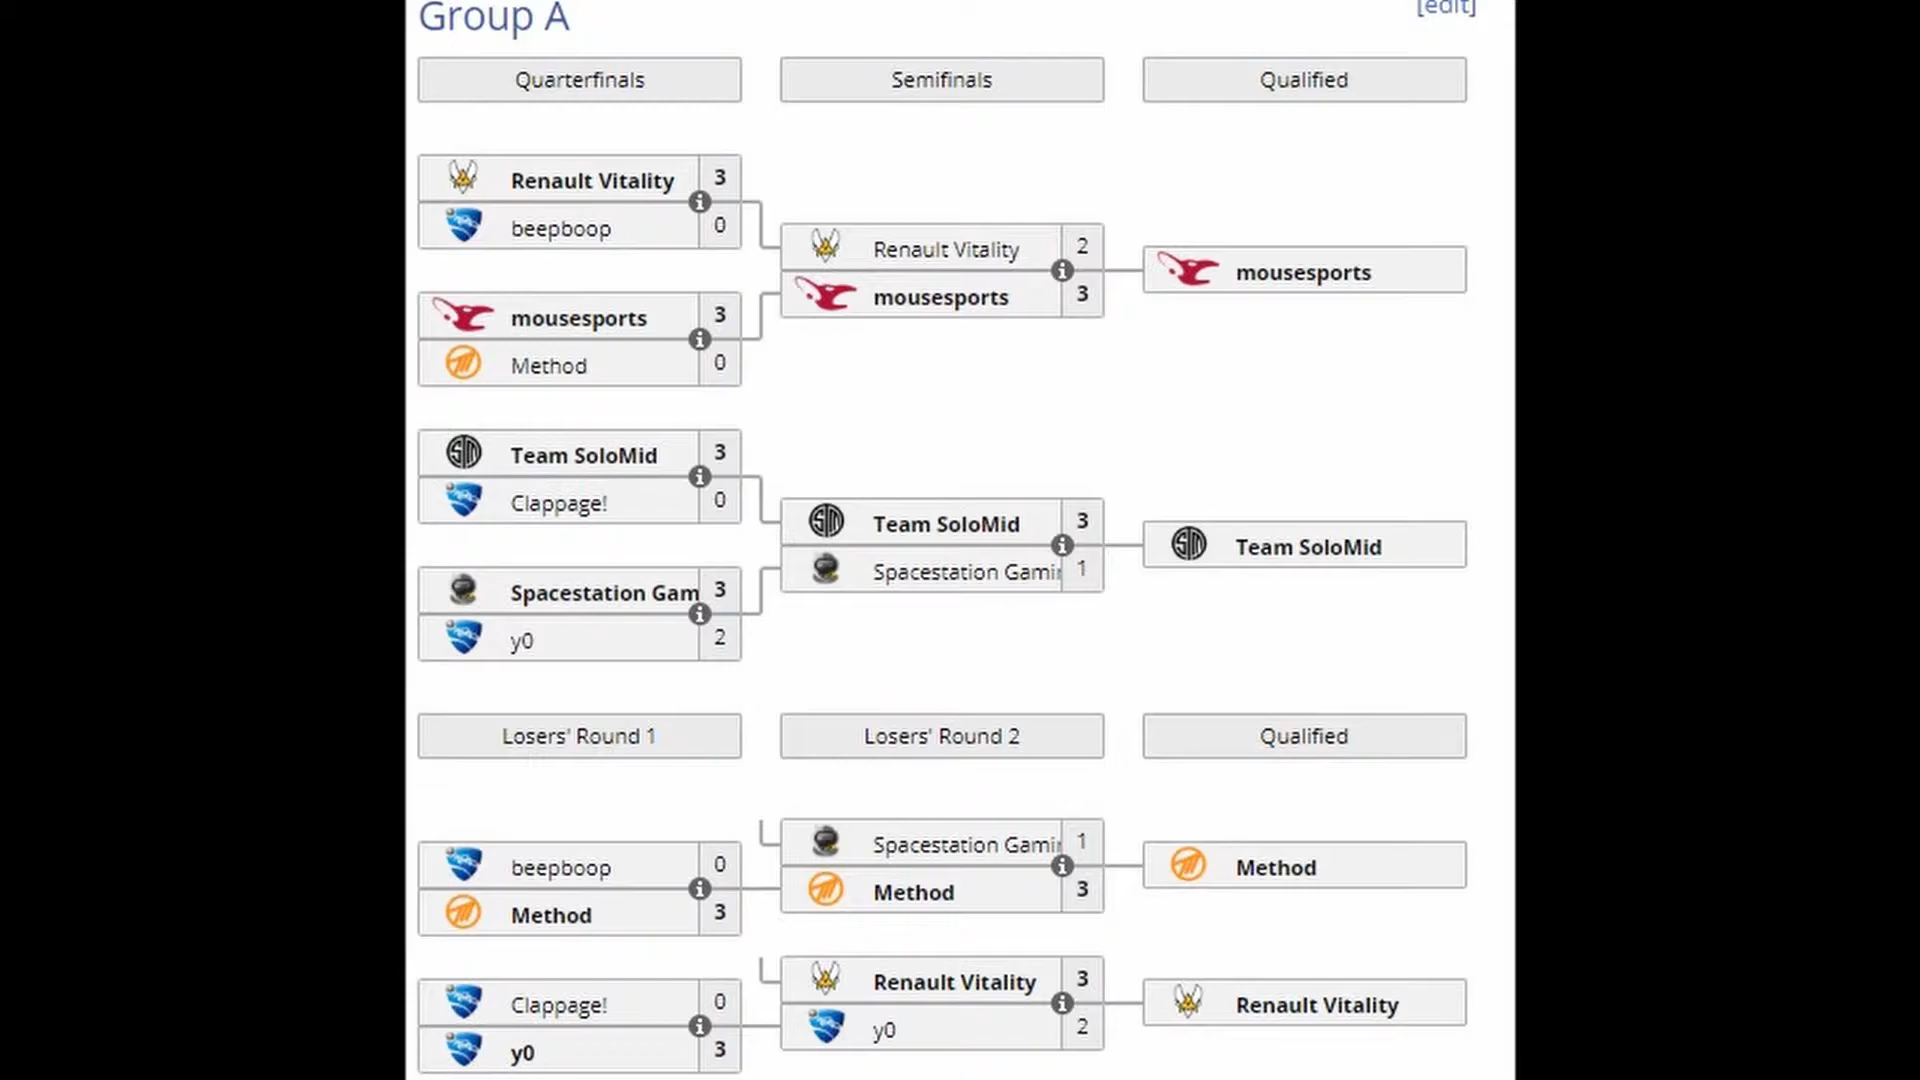 Group A
[edit]
Quarterfinals
Semifinals
Qualified
Renault Vitality 3
beepboop 0
mousesports 3
Method 0
Team SoloMid 3
Clappage! 0
Spacestation Gam 3
y0 2
Renault Vitality 2
mousesports 3
Team SoloMid 3
Spacestation Gamin 1
mousesports
Team SoloMid
Losers' Round 1
Losers' Round 2
Qualified
beepboop 0
Method 3
Clappage! 0
y0 3
Spacestation Gamin 1
Method 3
Renault Vitality 3
y0 2
Method
Renault Vitality